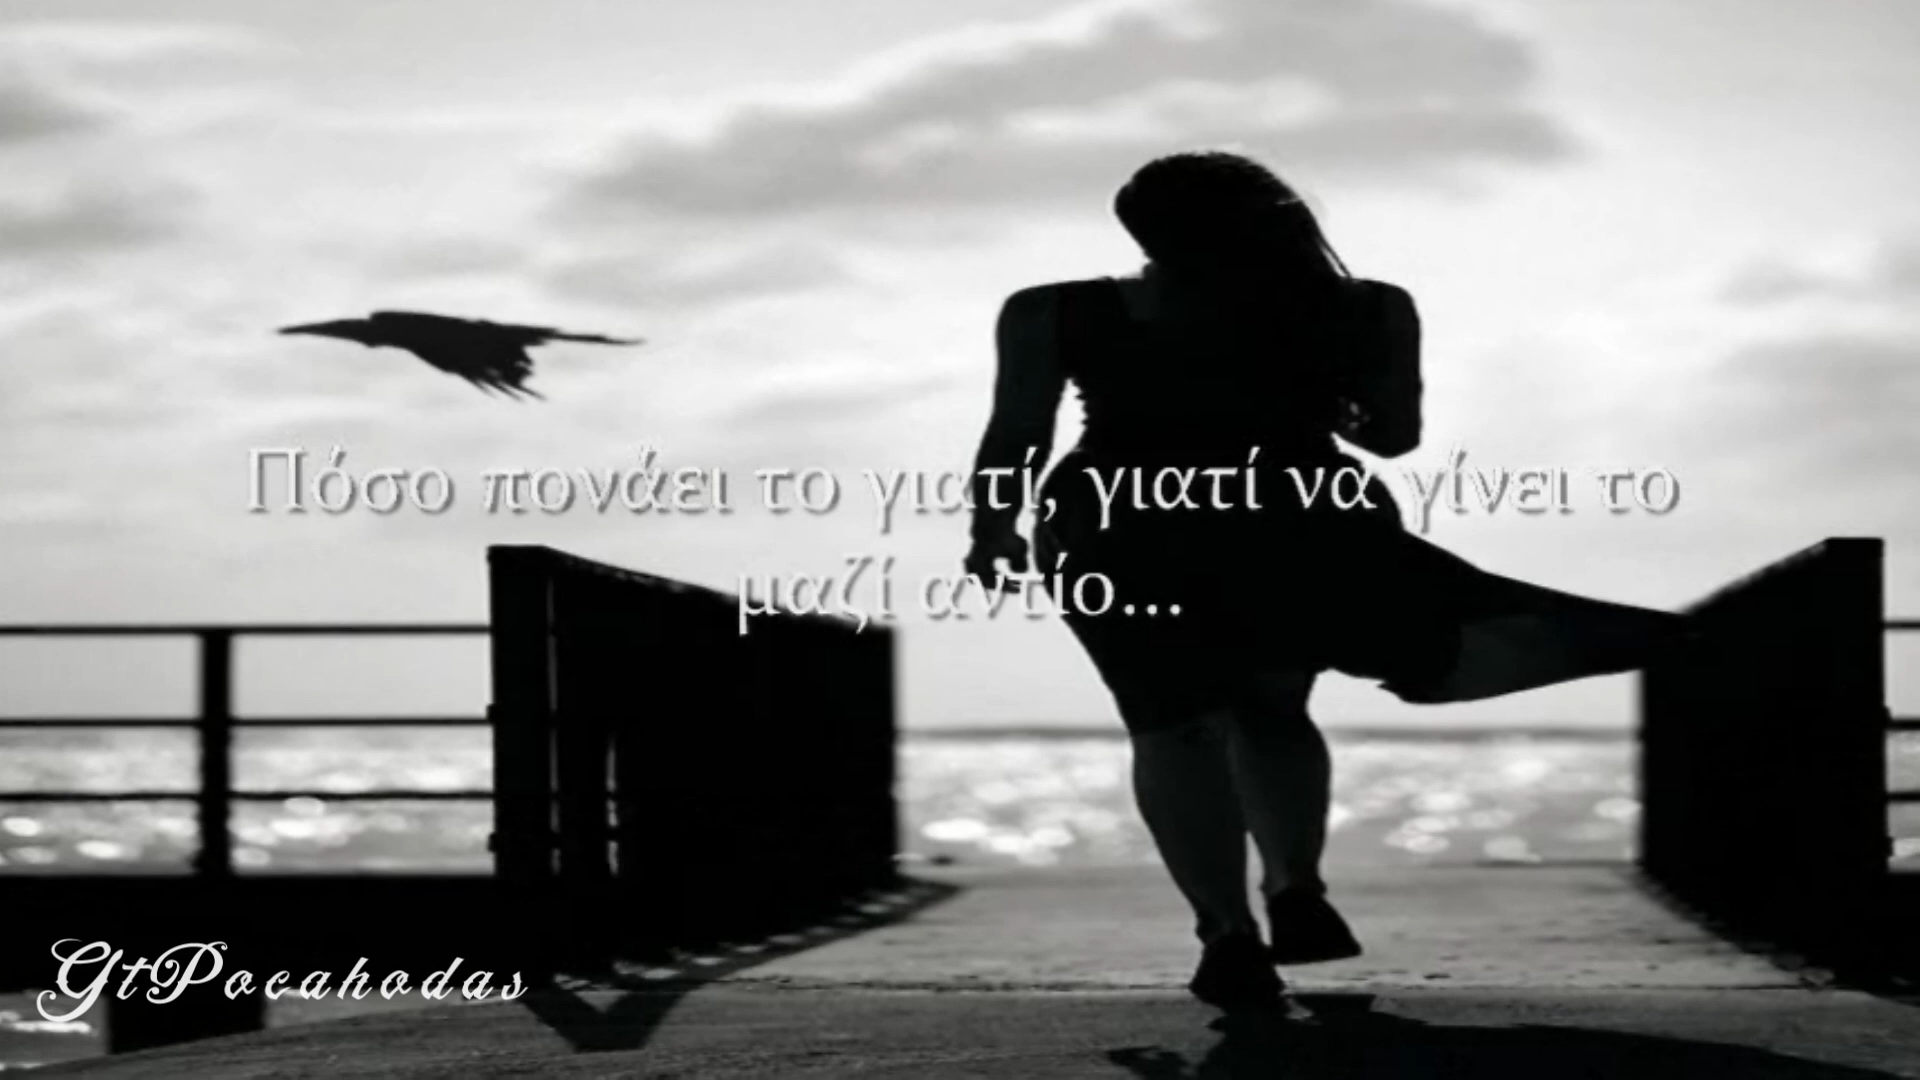 Πόσο πονάει το γιατί, γιατί να γίνει το
μαζί αντίο...
GtPocahodas